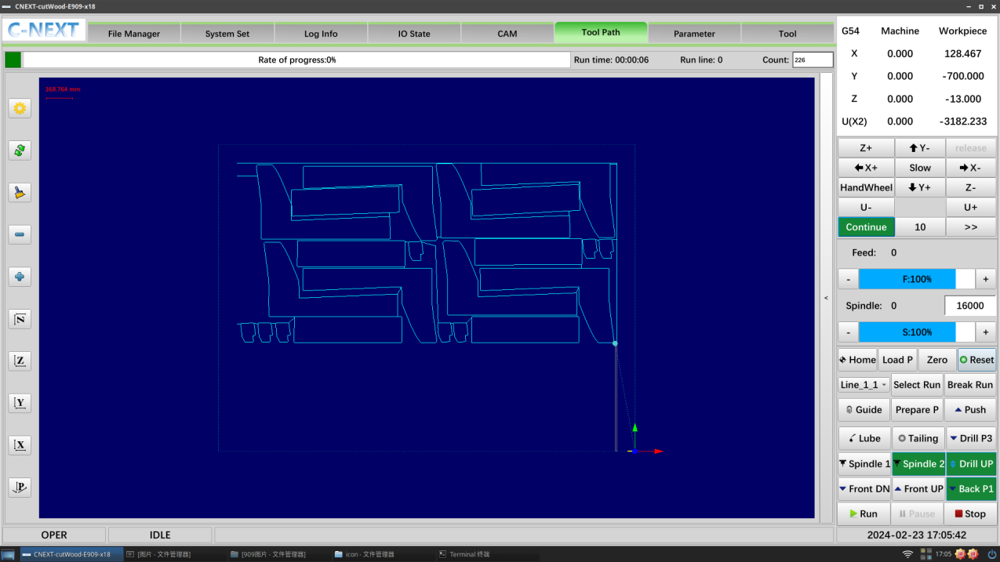 CNEXT-cutWood-E909-x18
C-NEXT
File Manager
System Set
Log Info
IO State
CAM
Tool Path
Parameter
Tool
Rate of progress:0%
Run time: 00:00:06
Run line: 0
Count: 226
168.764 mm
<
G54 Machine Workpiece
X 0.000 128.467
Y 0.000 -700.000
Z 0.000 -13.000
U(X2) 0.000 -3182.233
Z+ Y- release
X+ Slow X-
HandWheel Y+ Z-
U- U+
Continue 10 >>
Feed: 0
- F:100% +
Spindle: 0 16000
- S:100% +
Home Load P Zero Reset
Line_1_1 Select Run Break Run
Guide Prepare P Push
Lube Tailing Drill P3
Spindle 1 Spindle 2 Drill UP
Front DN Front UP Back P1
Run Pause Stop
N
Z
Y
X
P
OPER
IDLE
2024-02-23 17:05:42
CNEXT-cutWood-E909-x18
[图片 - 文件管理器]
[909图片 - 文件管理器]
icon - 文件管理器
Terminal 终端
17:05